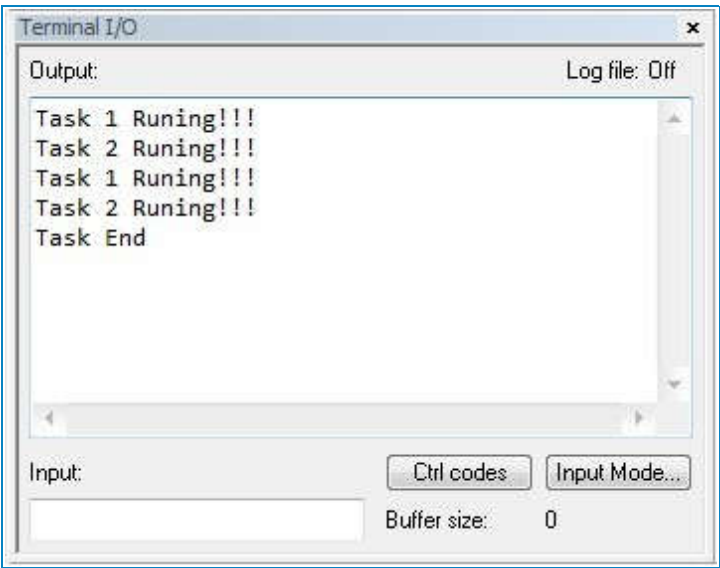 Terminal I/O
Output: Log file: Off
Task 1 Runing!!!
Task 2 Runing!!!
Task 1 Runing!!!
Task 2 Runing!!!
Task End
Input: Ctrl codes Input Mode...
Buffer size: 0